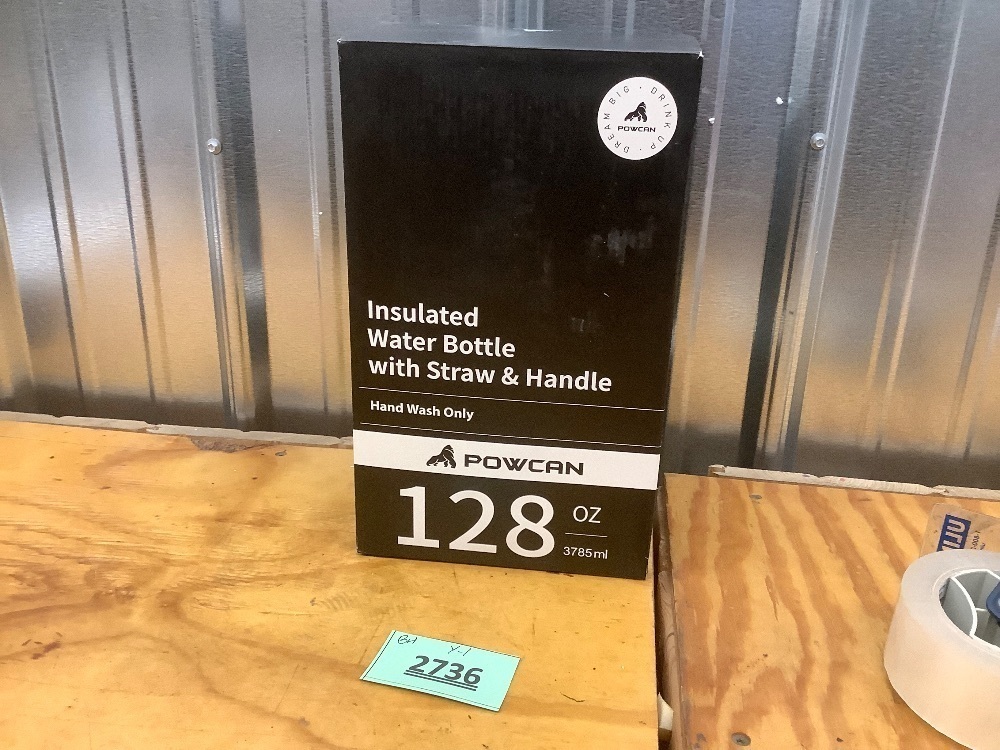 DREAM BIG · DRINK UP ·
POWCAN
Insulated
Water Bottle
with Straw & Handle
Hand Wash Only
POWCAN
128 OZ
3785ml
Y-1
2736